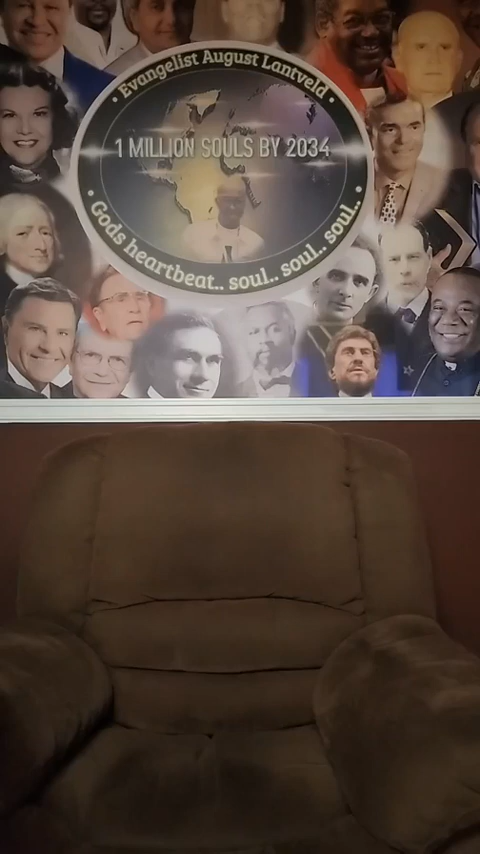 • Evangelist August Lantveld •
1 MILLION SOULS BY 2034
• Gods heartbeat.. soul.. soul.. soul.. •